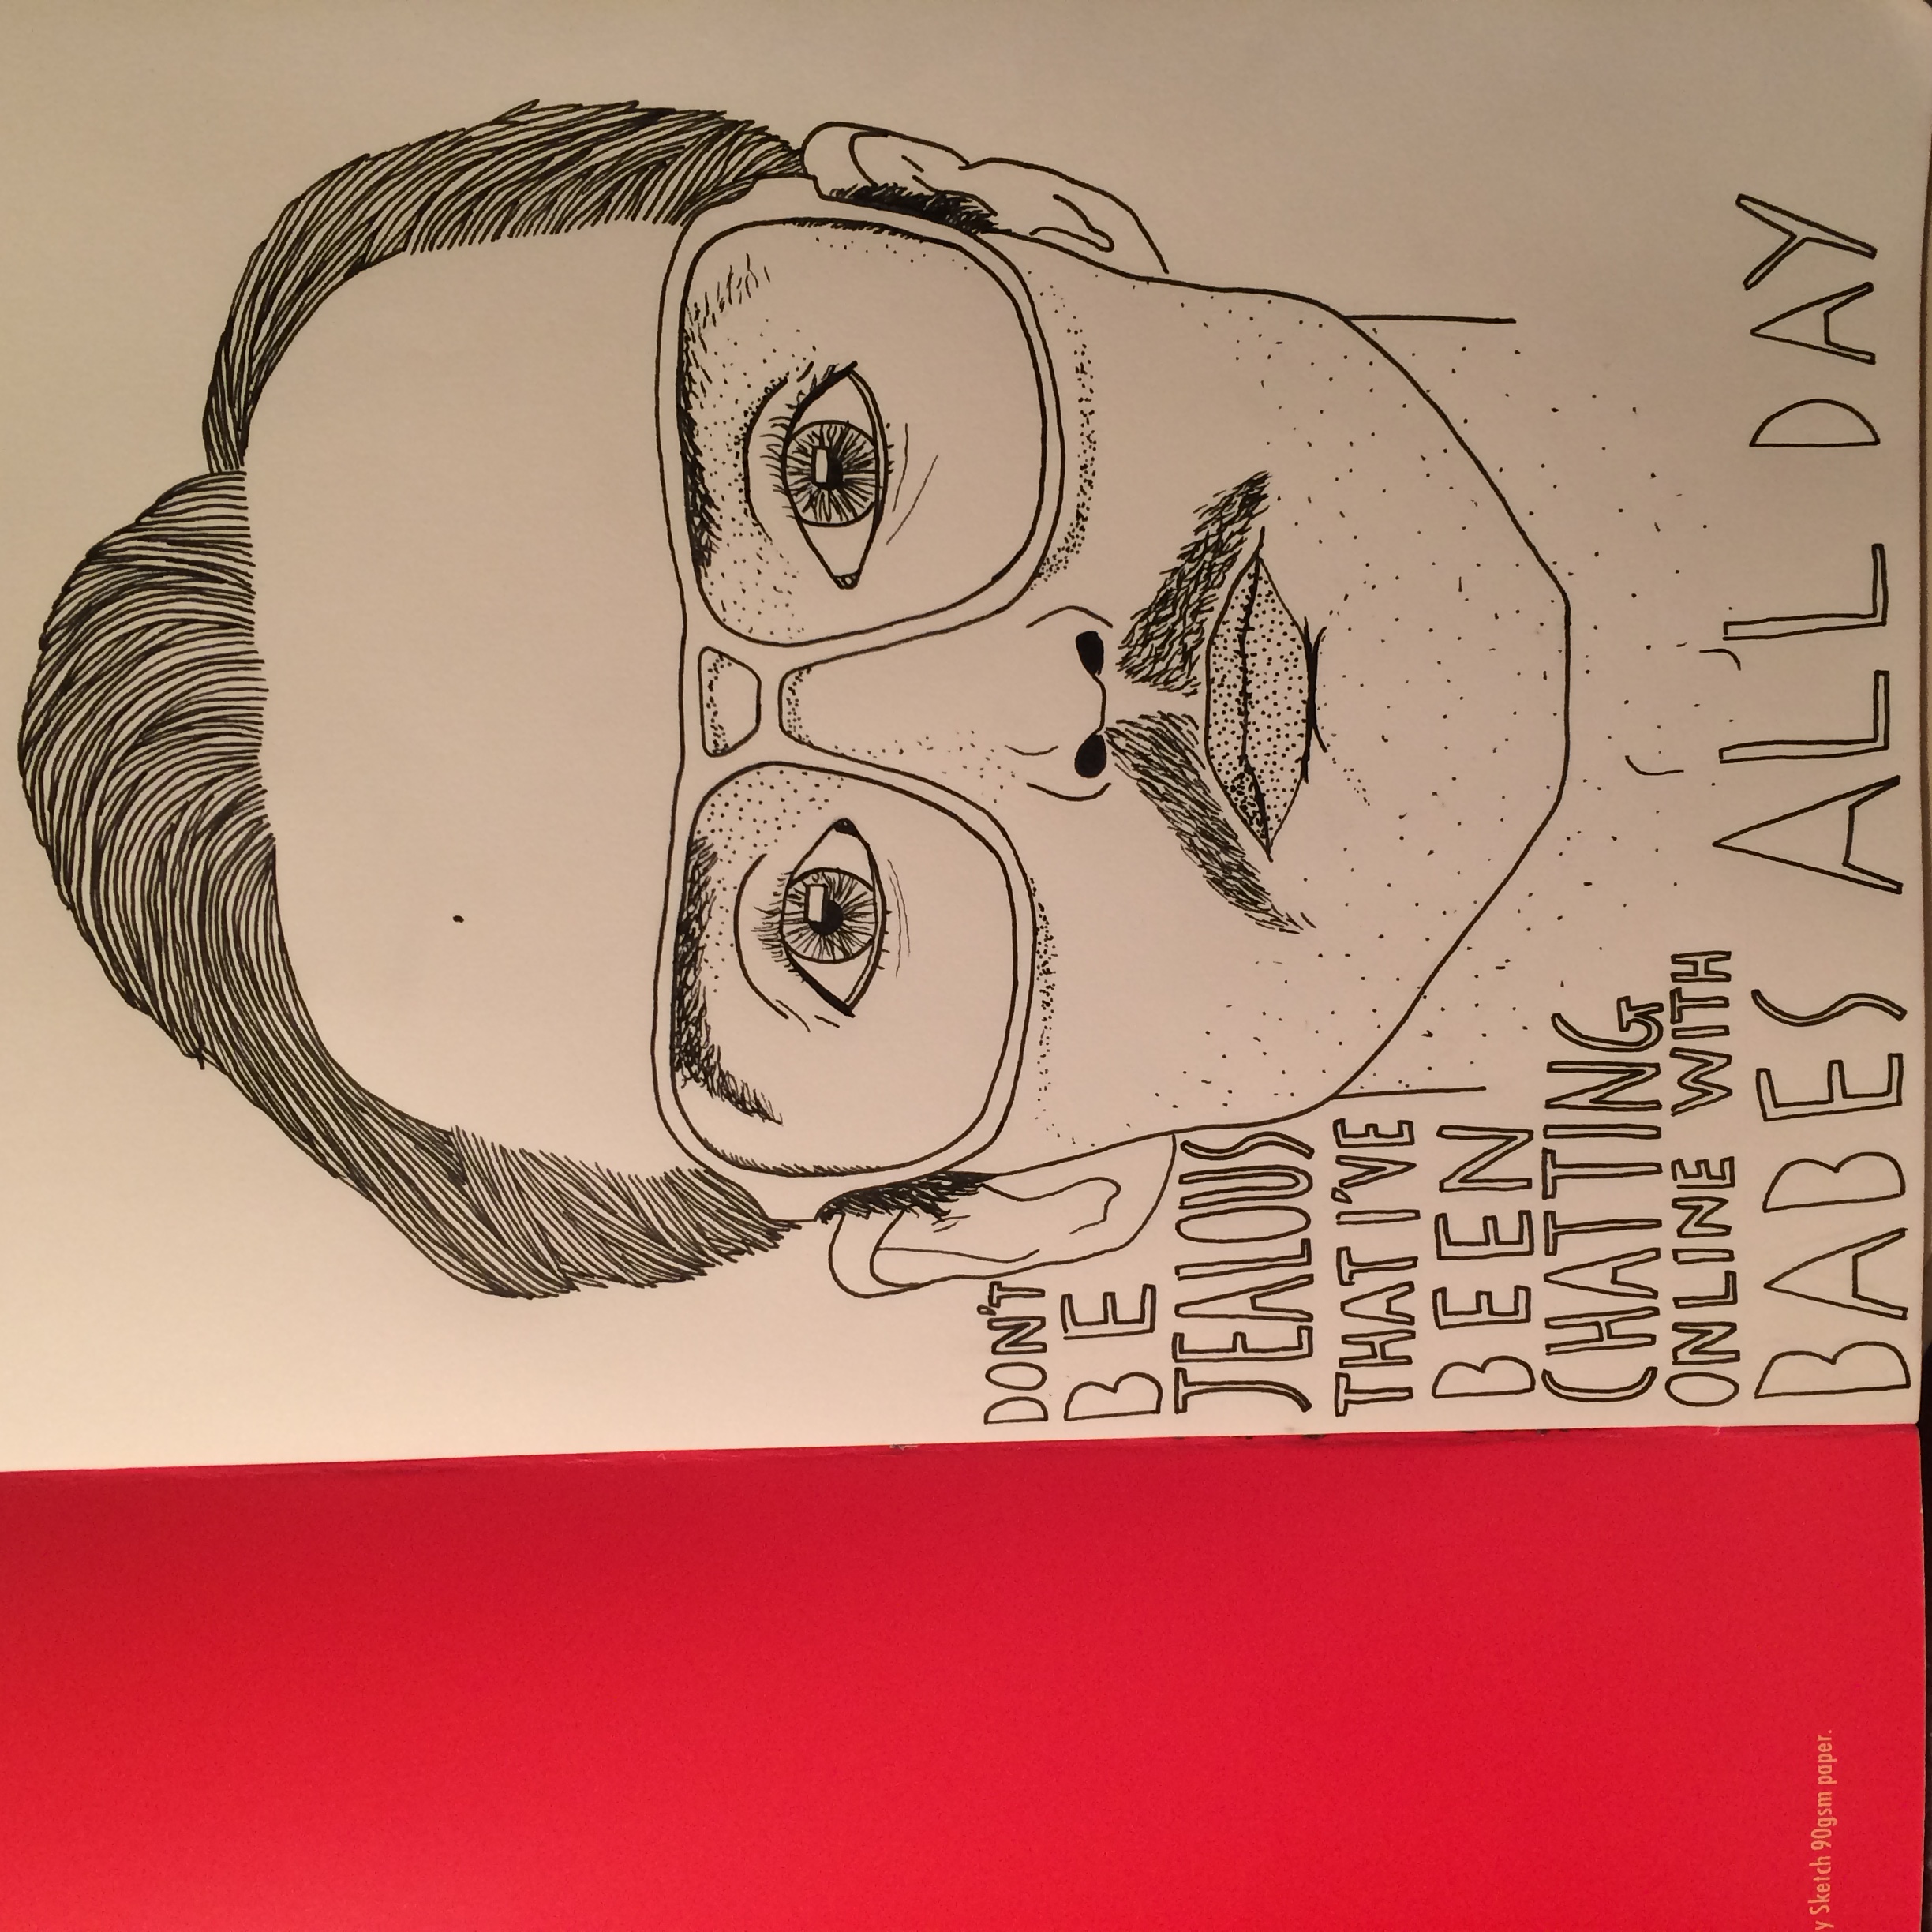 DON'T
BE
JEALOUS
THAT I'VE
BEEN
CHATTING
ONLINE WITH
BABES ALL DAY
y Sketch 90gsm paper.